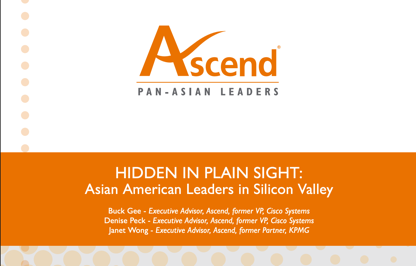 Ascend®
PAN-ASIAN LEADERS
HIDDEN IN PLAIN SIGHT:
Asian American Leaders in Silicon Valley
Buck Gee - Executive Advisor, Ascend, former VP, Cisco Systems
Denise Peck - Executive Advisor, Ascend, former VP, Cisco Systems
Janet Wong - Executive Advisor, Ascend, former Partner, KPMG